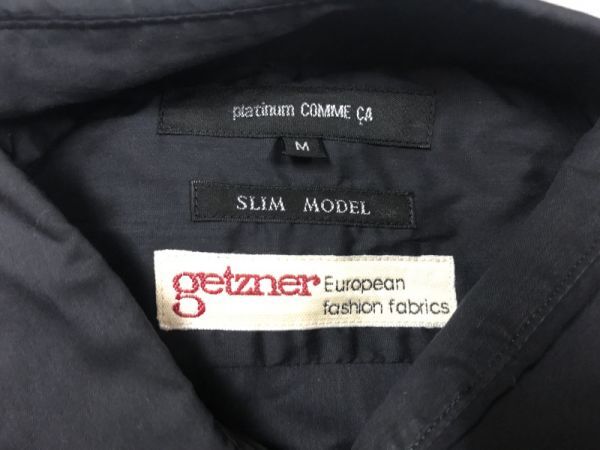 platinum COMME ÇA
M
SLIM MODEL
getzner European
fashion fabrics